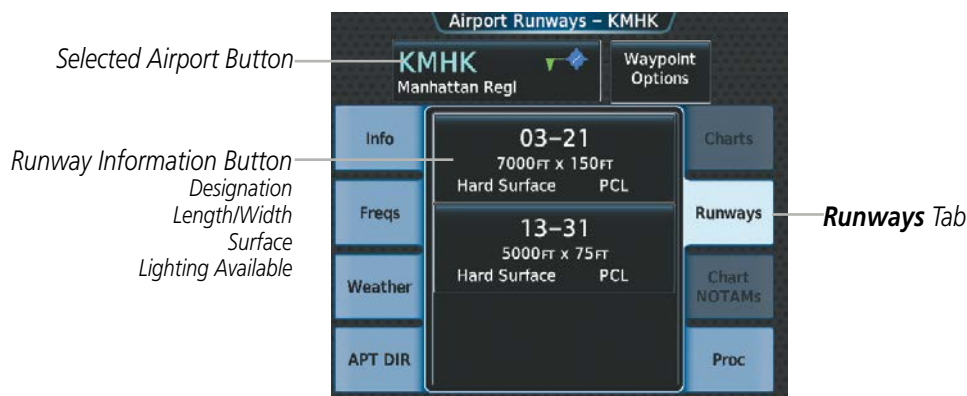 Airport Runways – KMHK
Selected Airport Button
KMHK
Manhattan Regl
Waypoint
Options
Runway Information Button
Designation
Length/Width
Surface
Lighting Available
Info
Freqs
Weather
APT DIR
03–21
7000FT x 150FT
Hard Surface PCL
13–31
5000FT x 75FT
Hard Surface PCL
Charts
Runways
Chart
NOTAMs
Proc
Runways Tab